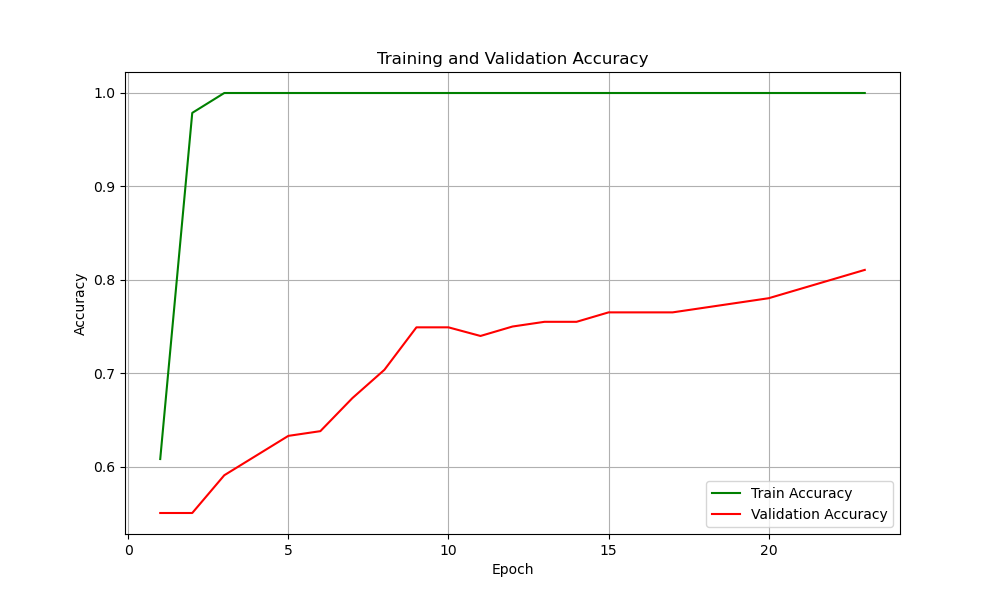 Training and Validation Accuracy
Accuracy
1.0
0.9
0.8
0.7
0.6
0
5
10
15
20
Epoch
Train Accuracy
Validation Accuracy